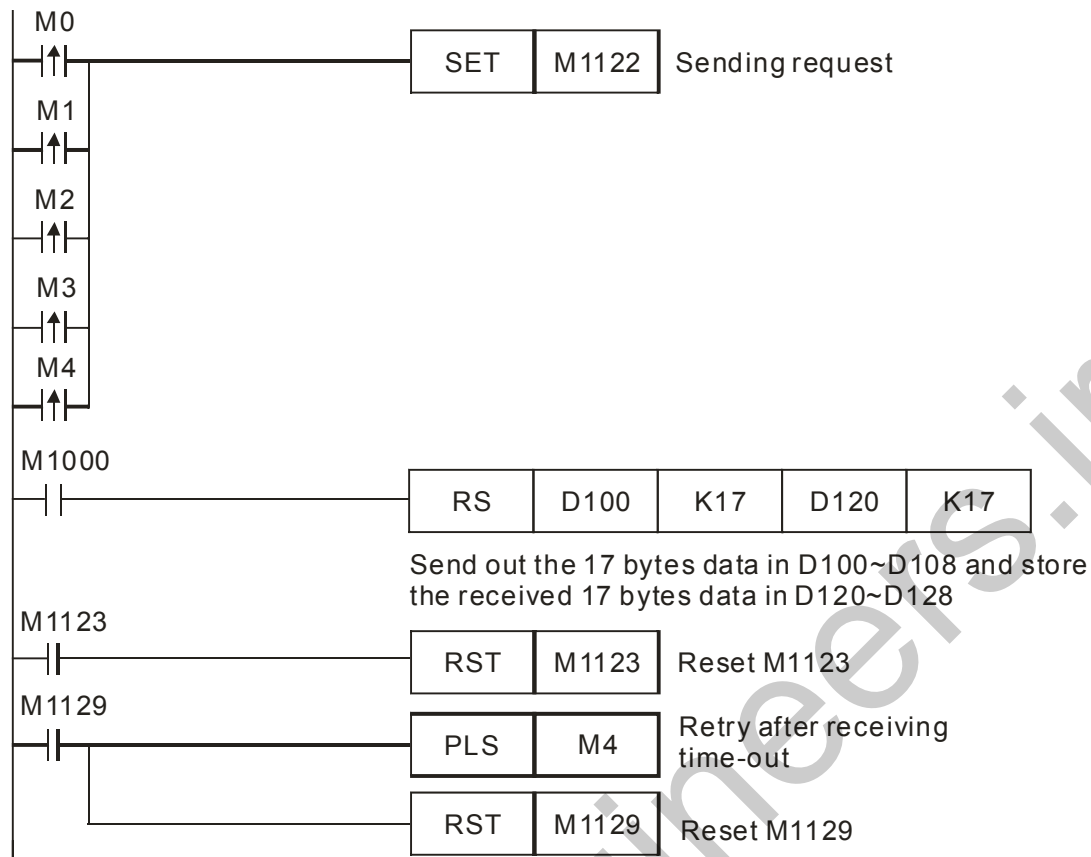 M0
SET M1122 Sending request
M1
M2
M3
M4
M1000
RS D100 K17 D120 K17
Send out the 17 bytes data in D100~D108 and store
the received 17 bytes data in D120~D128
M1123
RST M1123 Reset M1123
M1129
PLS M4 Retry after receiving
time-out
RST M1129 Reset M1129